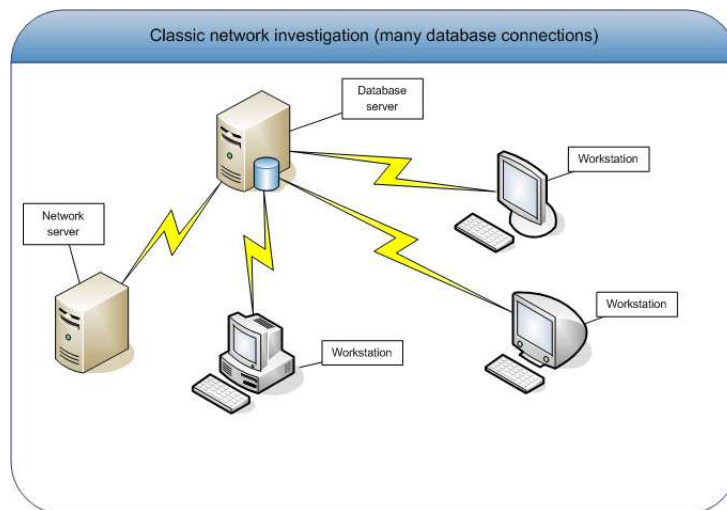 Classic network investigation (many database connections)
Database
server
Workstation
Network
server
Workstation
Workstation